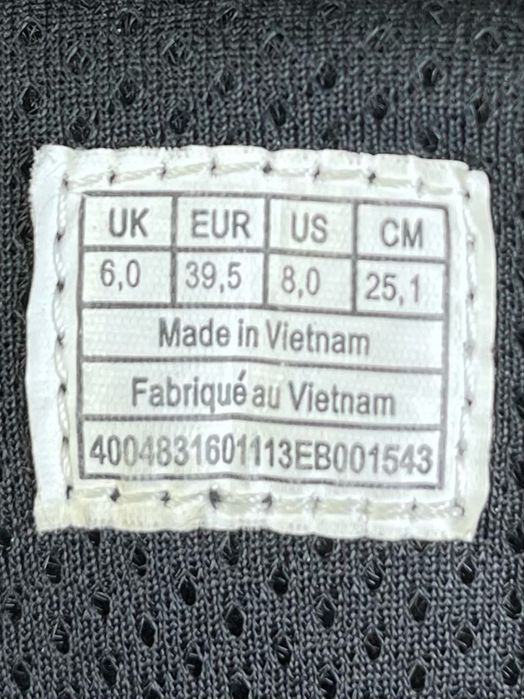 UK EUR US CM
6,0 39,5 8,0 25,1
Made in Vietnam
Fabriqué au Vietnam
4004831601113EB001543